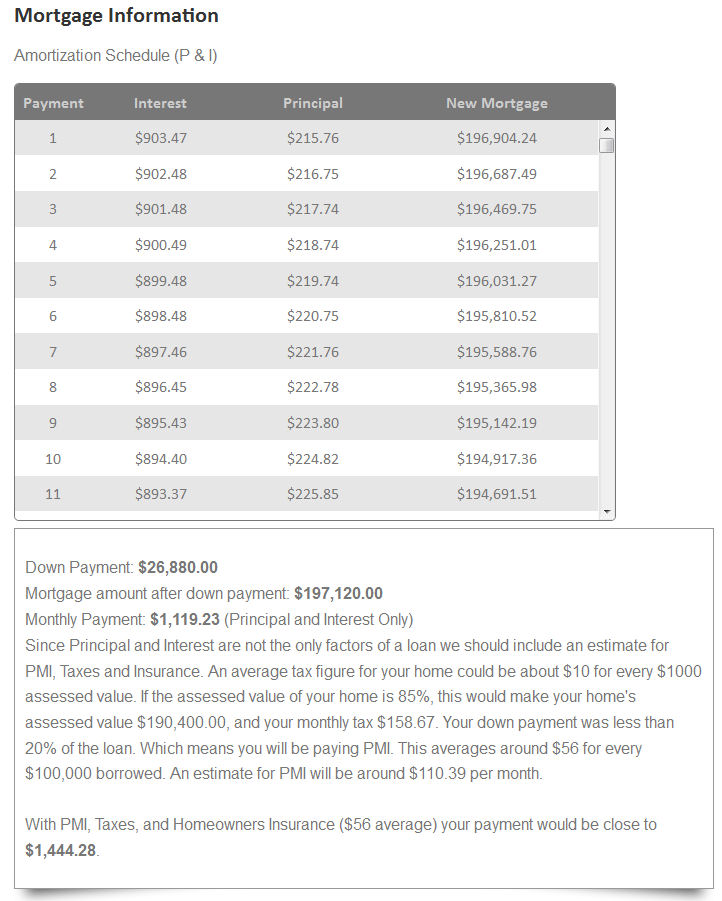 Mortgage Information
Amortization Schedule (P & I)
Payment Interest Principal New Mortgage
1 $903.47 $215.76 $196,904.24
2 $902.48 $216.75 $196,687.49
3 $901.48 $217.74 $196,469.75
4 $900.49 $218.74 $196,251.01
5 $899.48 $219.74 $196,031.27
6 $898.48 $220.75 $195,810.52
7 $897.46 $221.76 $195,588.76
8 $896.45 $222.78 $195,365.98
9 $895.43 $223.80 $195,142.19
10 $894.40 $224.82 $194,917.36
11 $893.37 $225.85 $194,691.51
Down Payment: $26,880.00
Mortgage amount after down payment: $197,120.00
Monthly Payment: $1,119.23 (Principal and Interest Only)
Since Principal and Interest are not the only factors of a loan we should include an estimate for
PMI, Taxes and Insurance. An average tax figure for your home could be about $10 for every $1000
assessed value. If the assessed value of your home is 85%, this would make your home's
assessed value $190,400.00, and your monthly tax $158.67. Your down payment was less than
20% of the loan. Which means you will be paying PMI. This averages around $56 for every
$100,000 borrowed. An estimate for PMI will be around $110.39 per month.
With PMI, Taxes, and Homeowners Insurance ($56 average) your payment would be close to
$1,444.28.